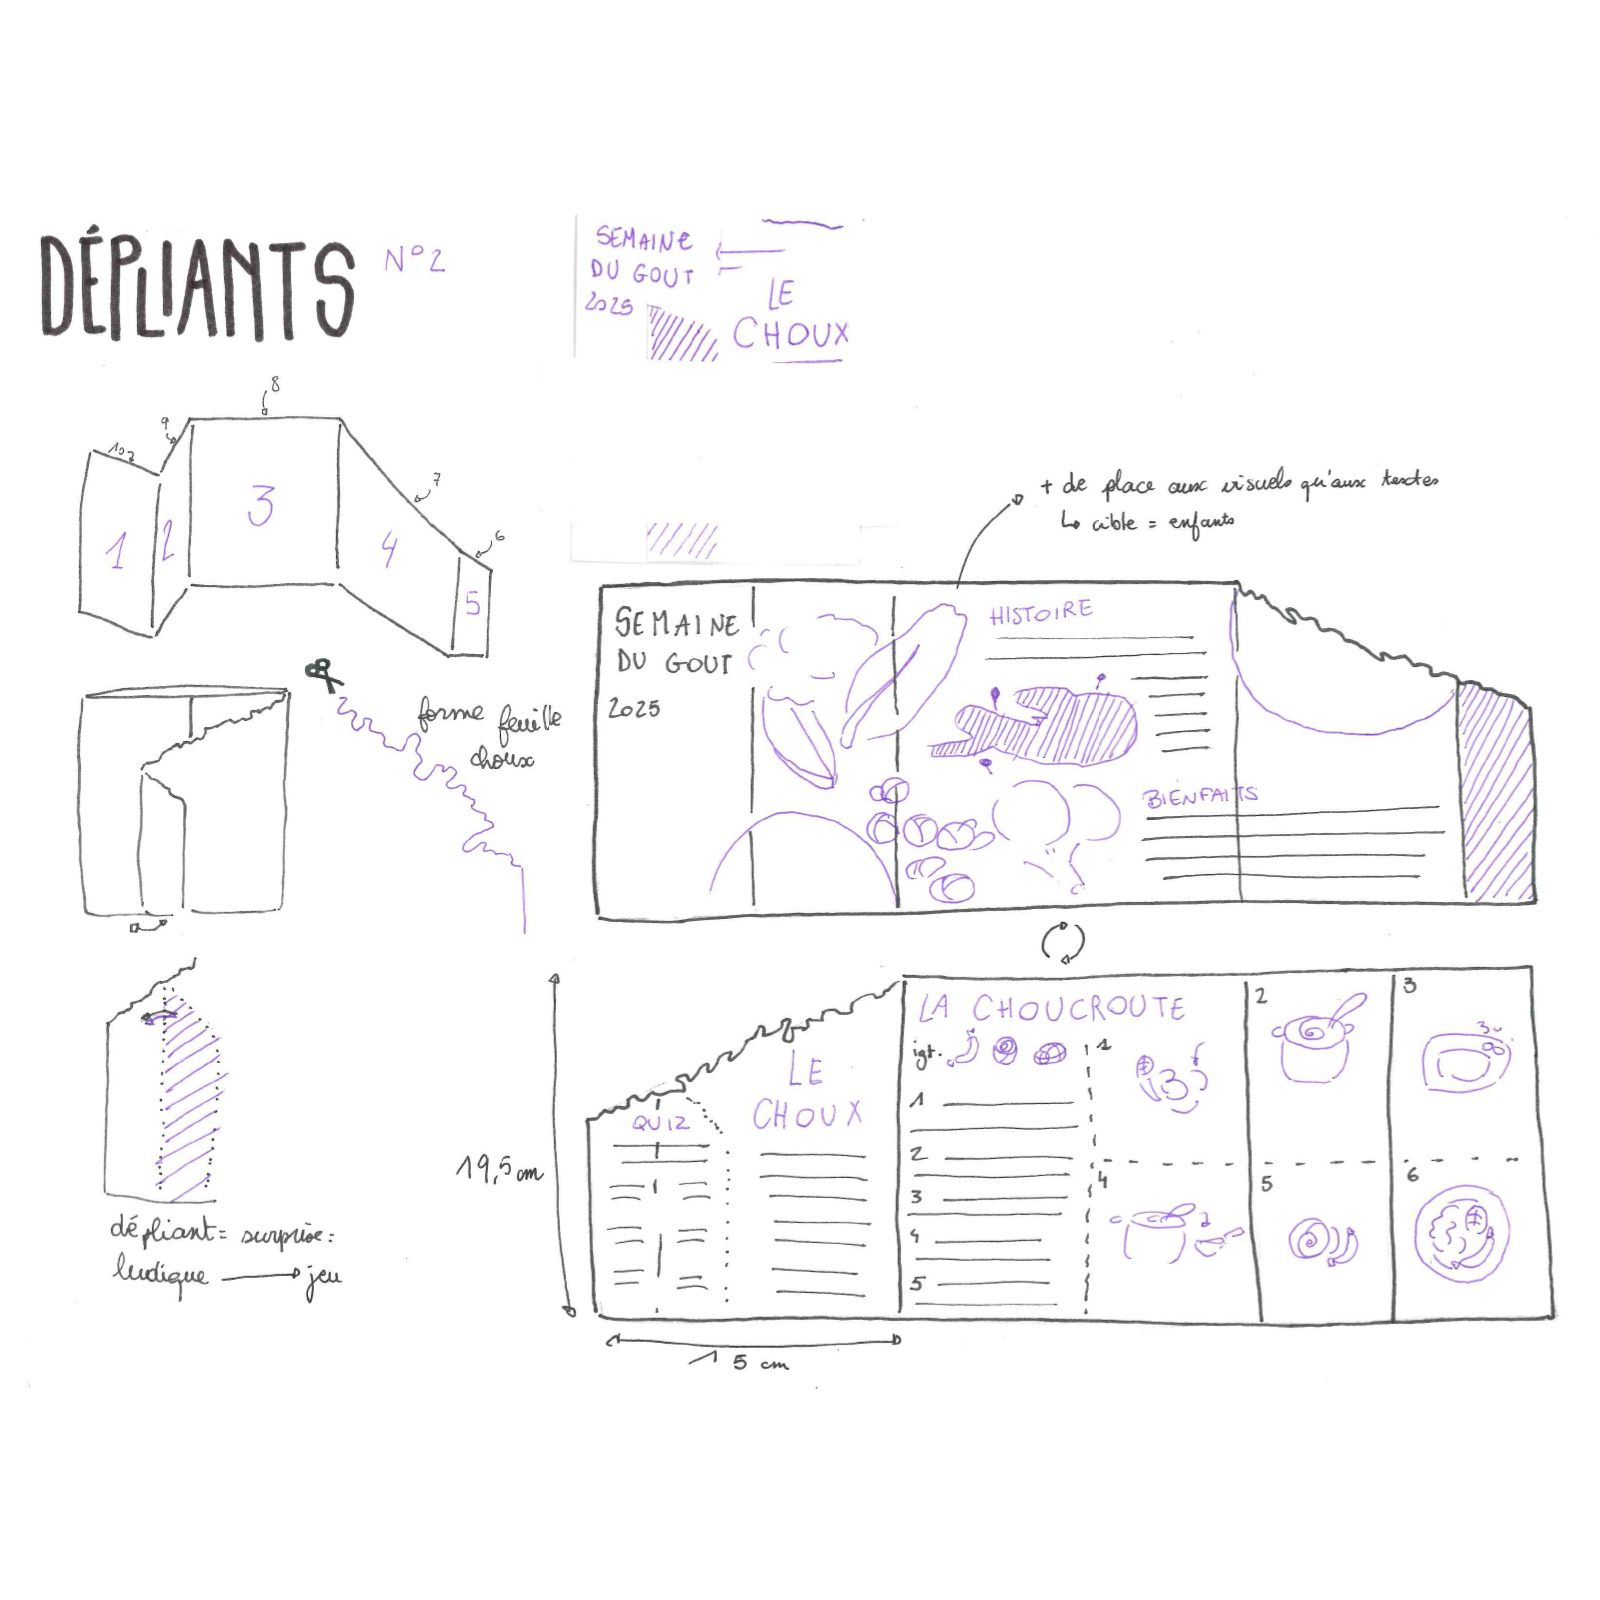 DÉPLIANTS N°2
SEMAINE
DU GOUT
2025
LE
CHOUX
8
9
10
7
6
1
2
3
4
5
forme feuille
choux
+ de place aux visuels qu'aux textes
↳ cible = enfants
SEMAINE
DU GOUT
2025
HISTOIRE
BIENFAITS
dépliant = surprise =
ludique → jeu
19,5 cm
15 cm
QUIZ
LE
CHOUX
LA CHOUCROUTE
igt.
1
2
3
4
5
1
2
3
4
5
6